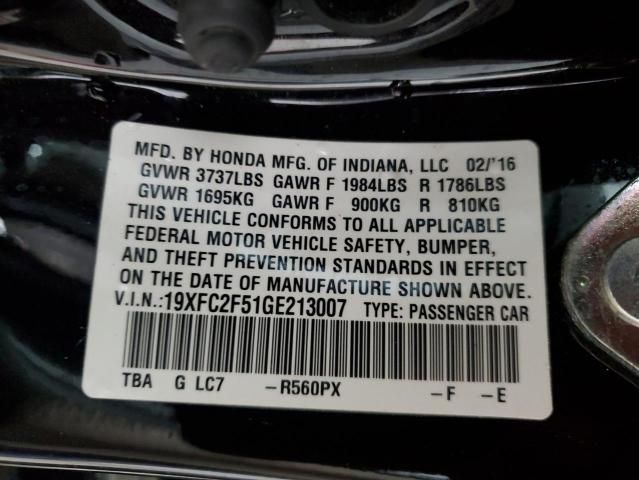 MFD. BY HONDA MFG. OF INDIANA, LLC 02/'16
GVWR 3737LBS GAWR F 1984LBS R 1786LBS
GVWR 1695KG GAWR F 900KG R 810KG
THIS VEHICLE CONFORMS TO ALL APPLICABLE
FEDERAL MOTOR VEHICLE SAFETY, BUMPER,
AND THEFT PREVENTION STANDARDS IN EFFECT
ON THE DATE OF MANUFACTURE SHOWN ABOVE.
V.I.N.:19XFC2F51GE213007 TYPE: PASSENGER CAR
TBA G LC7 –R560PX –F –E